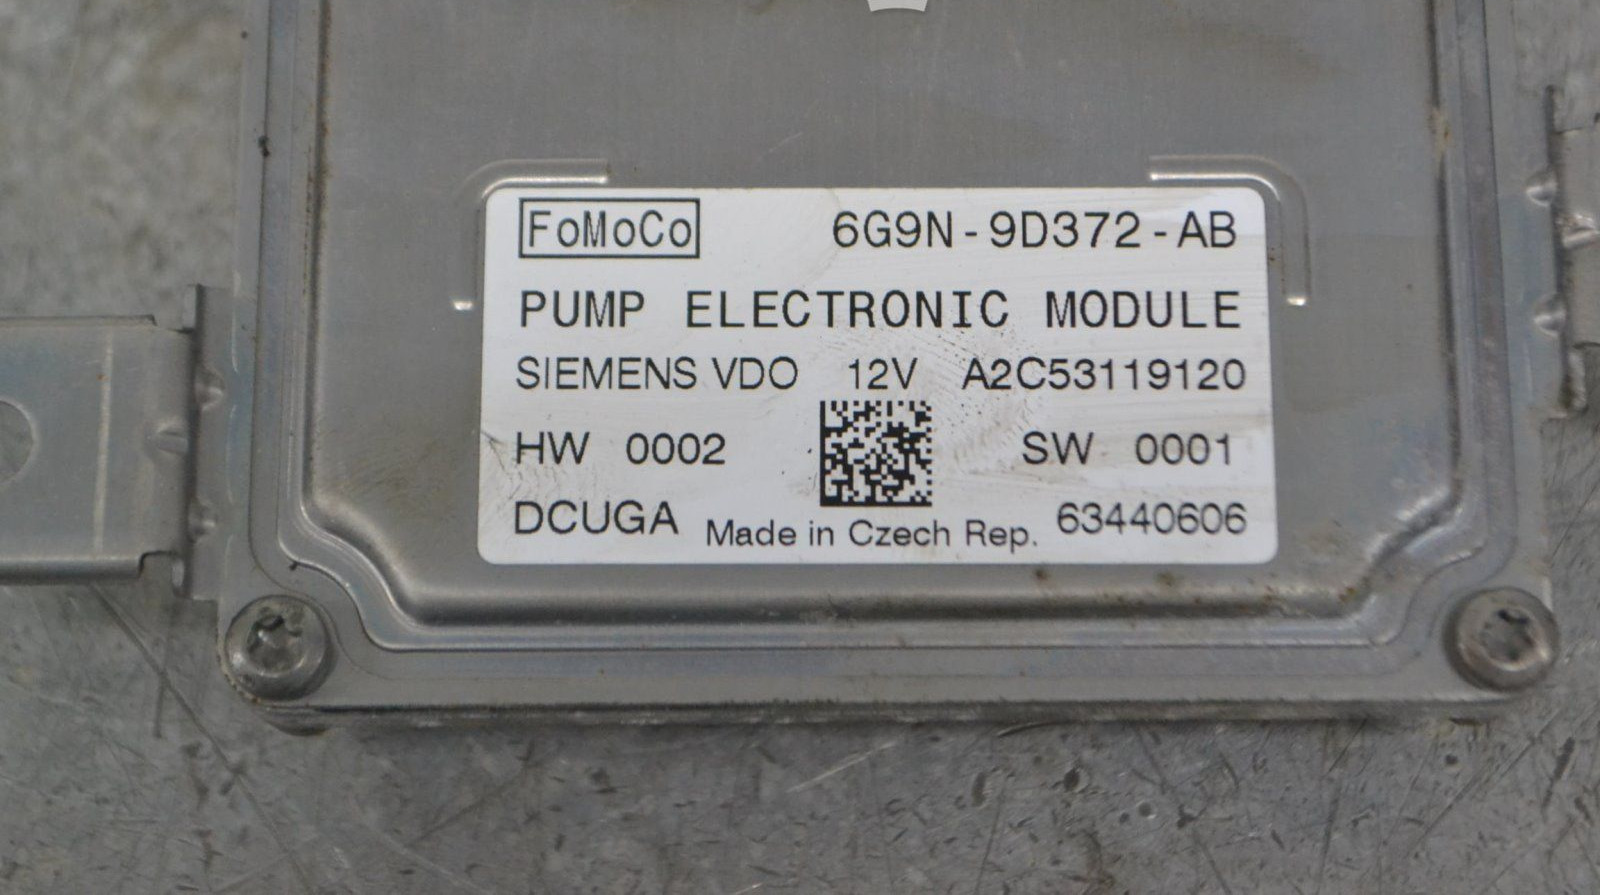 FoMoCo 6G9N-9D372-AB
PUMP ELECTRONIC MODULE
SIEMENS VDO 12V A2C53119120
HW 0002 SW 0001
DCUGA Made in Czech Rep. 63440606